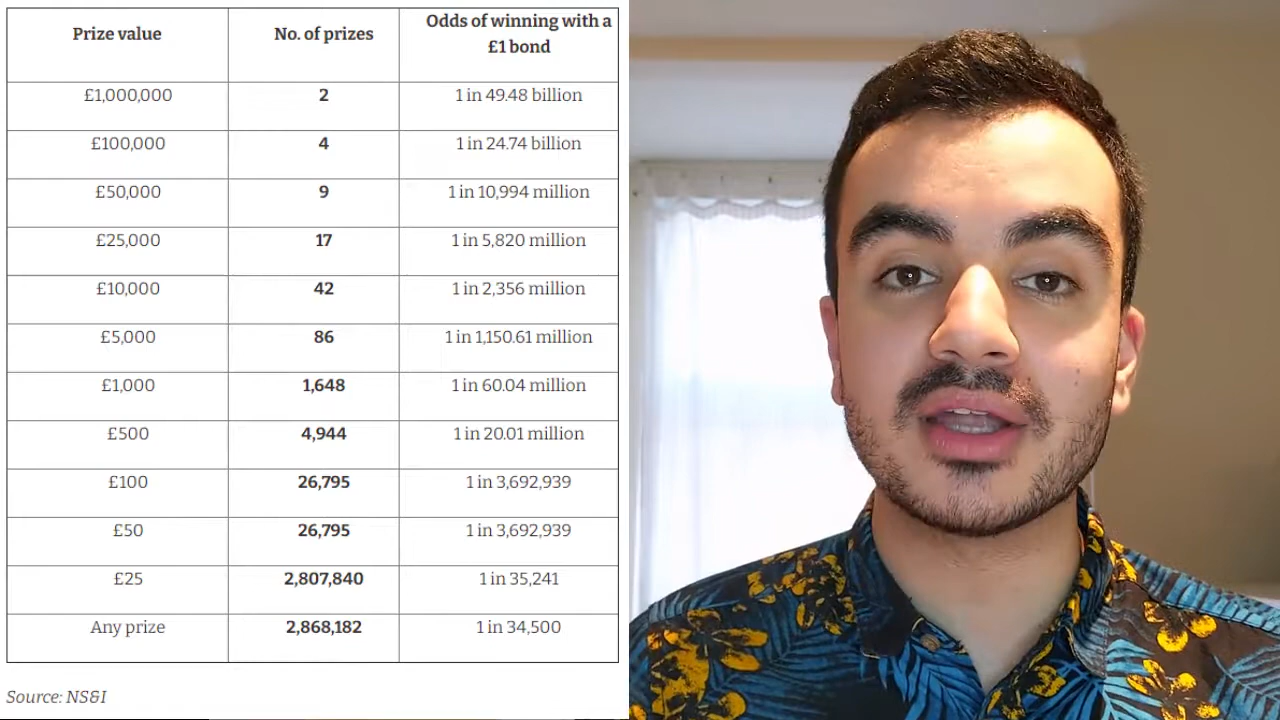 Prize value No. of prizes Odds of winning with a
£1 bond
£1,000,000 2 1 in 49.48 billion
£100,000 4 1 in 24.74 billion
£50,000 9 1 in 10,994 million
£25,000 17 1 in 5,820 million
£10,000 42 1 in 2,356 million
£5,000 86 1 in 1,150.61 million
£1,000 1,648 1 in 60.04 million
£500 4,944 1 in 20.01 million
£100 26,795 1 in 3,692,939
£50 26,795 1 in 3,692,939
£25 2,807,840 1 in 35,241
Any prize 2,868,182 1 in 34,500
Source: NS&I